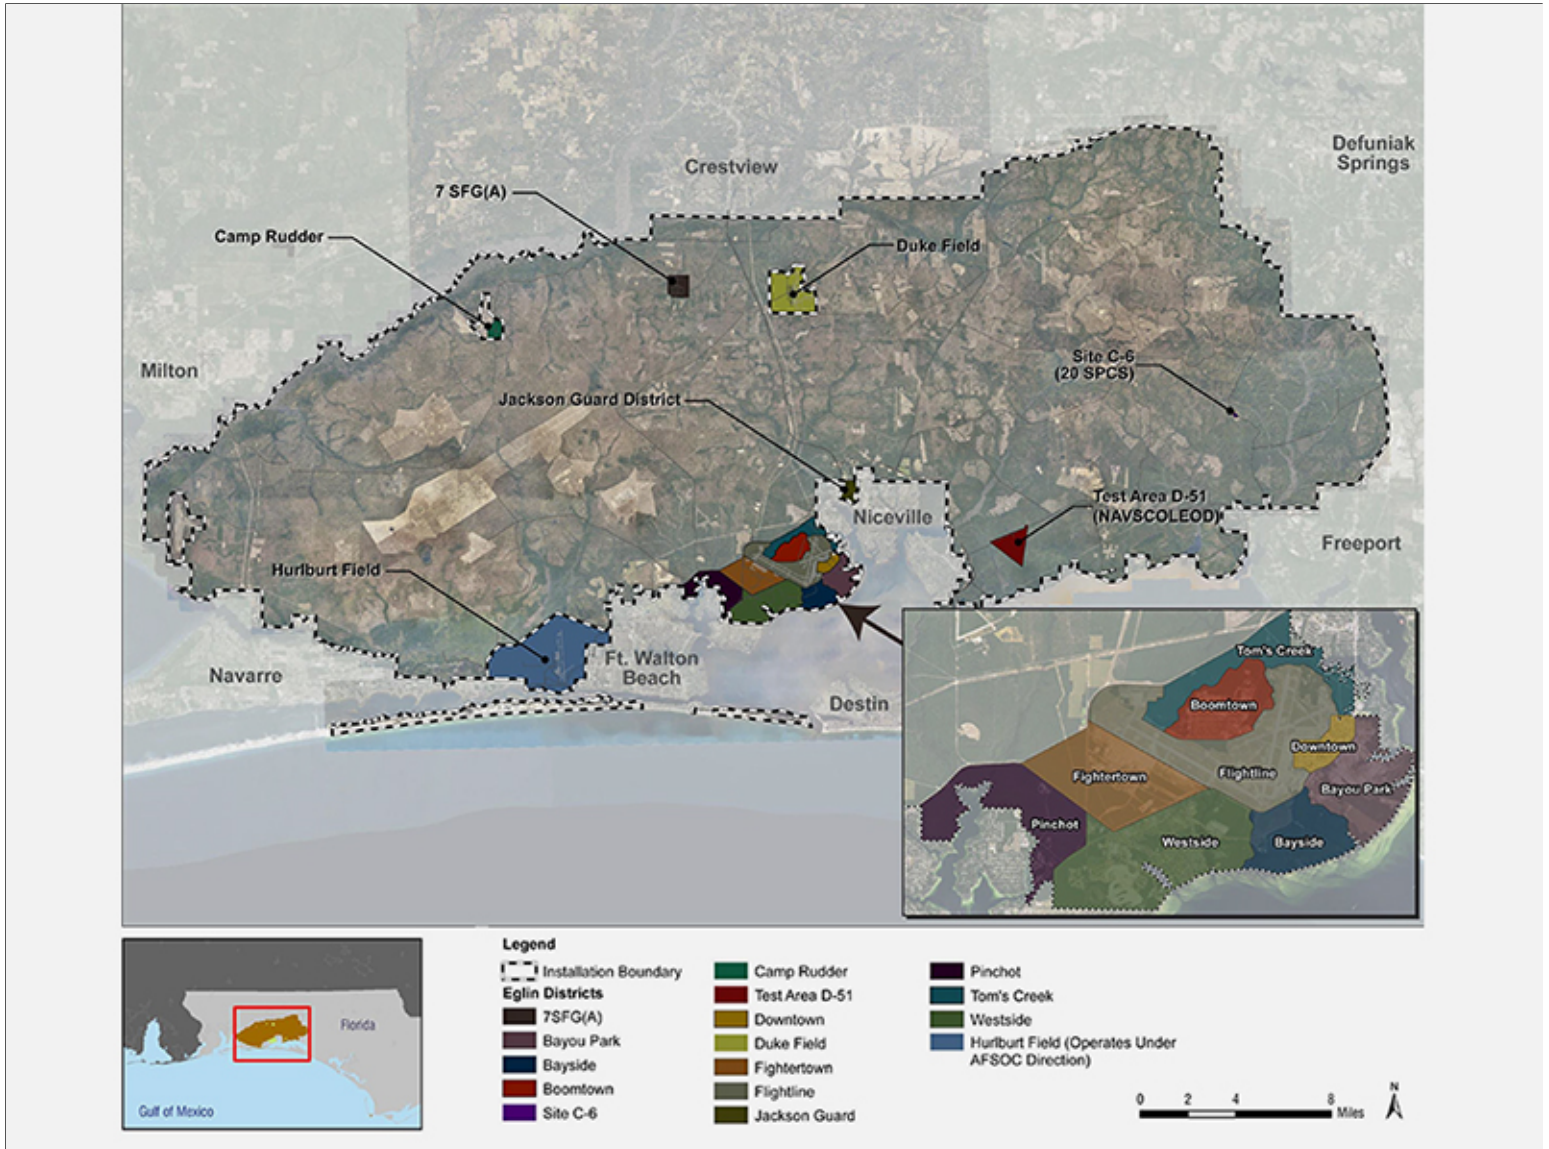 Crestview
Defuniak
Springs
7 SFG(A)
Camp Rudder
Duke Field
Milton
Site C-6
(20 SPCS)
Jackson Guard District
Test Area D-51
(NAVSCOLEOD)
Niceville
Freeport
Hurlburt Field
Ft. Walton
Beach
Navarre
Destin
Tom's Creek
Boomtown
Downtown
Fightertown
Flightline
Bayou Park
Pinchot
Westside
Bayside
Florida
Gulf of Mexico
Legend
Installation Boundary
Eglin Districts
7SFG(A)
Bayou Park
Bayside
Boomtown
Site C-6
Camp Rudder
Test Area D-51
Downtown
Duke Field
Fightertown
Flightline
Jackson Guard
Pinchot
Tom's Creek
Westside
Hurlburt Field (Operates Under
AFSOC Direction)
0 2 4 8
Miles
N